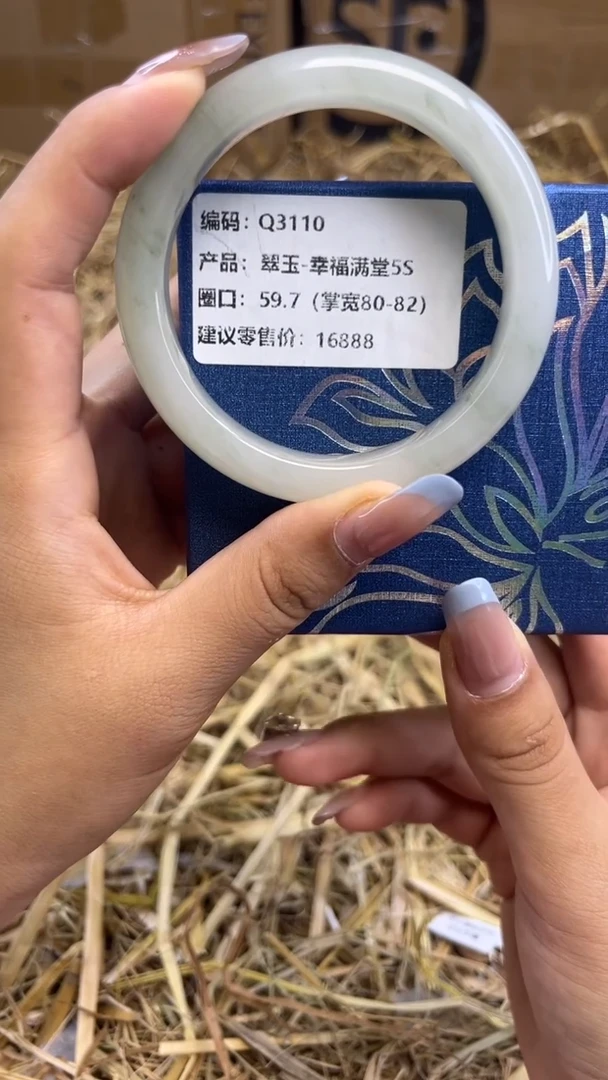 编码：Q3110
产品：翠玉-幸福满堂5S
圈口：59.7（掌宽80-82）
建议零售价：16888